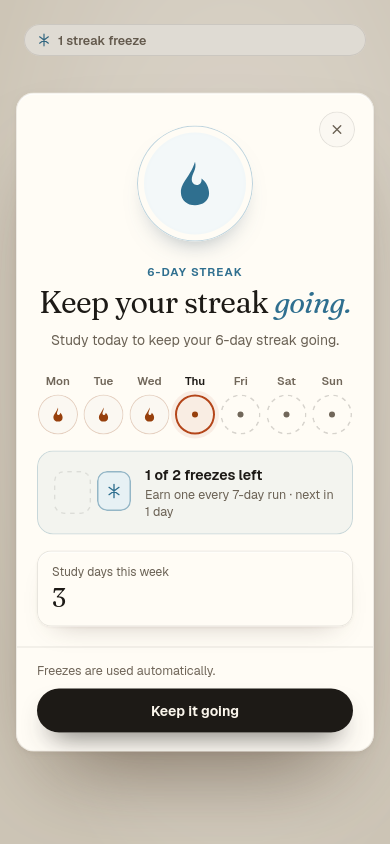 1 streak freeze
6-DAY STREAK
Keep your streak going.
Study today to keep your 6-day streak going.
Mon Tue Wed Thu Fri Sat Sun
1 of 2 freezes left
Earn one every 7-day run · next in
1 day
Study days this week
3
Freezes are used automatically.
Keep it going